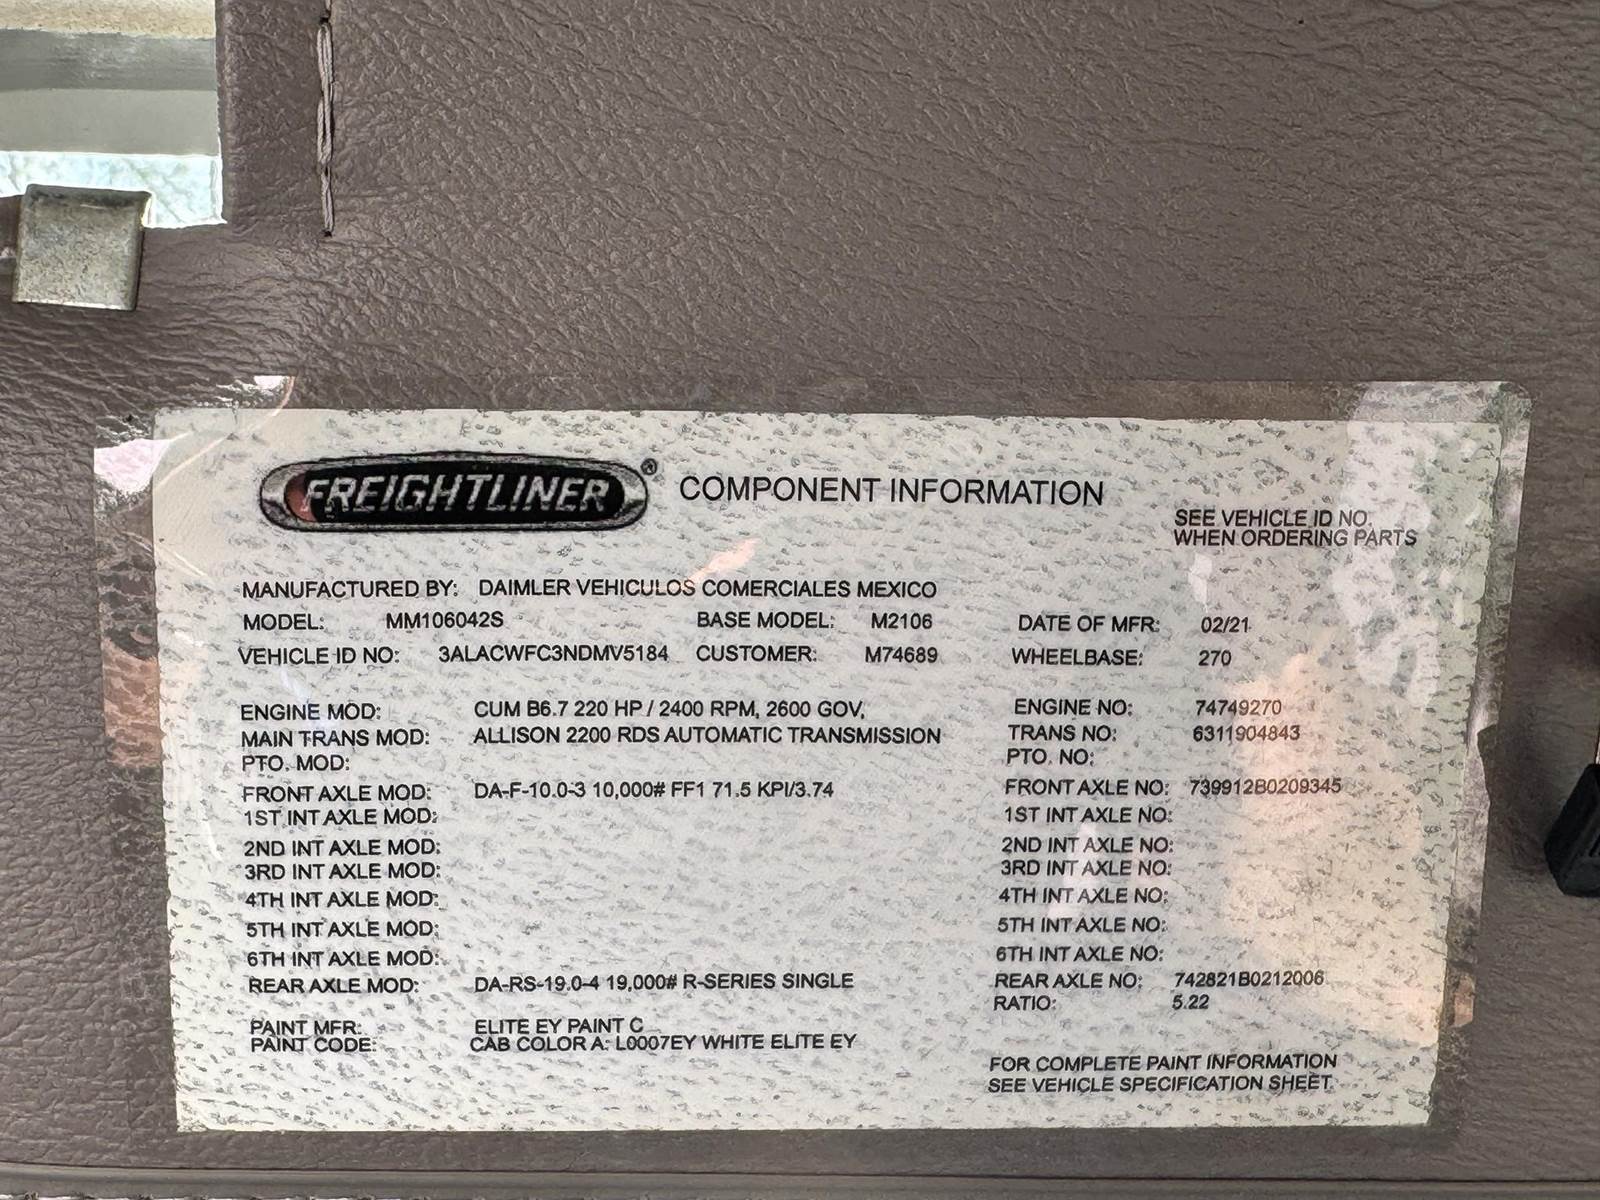 FREIGHTLINER® COMPONENT INFORMATION
SEE VEHICLE ID NO.
WHEN ORDERING PARTS
MANUFACTURED BY: DAIMLER VEHICULOS COMERCIALES MEXICO
MODEL: MM106042S BASE MODEL: M2106 DATE OF MFR: 02/21
VEHICLE ID NO: 3ALACWFC3NDMV5184 CUSTOMER: M74689 WHEELBASE: 270
ENGINE MOD: CUM B6.7 220 HP / 2400 RPM, 2600 GOV, ENGINE NO: 74749270
MAIN TRANS MOD: ALLISON 2200 RDS AUTOMATIC TRANSMISSION TRANS NO: 6311904843
PTO. MOD: PTO. NO:
FRONT AXLE MOD: DA-F-10.0-3 10,000# FF1 71.5 KPI/3.74 FRONT AXLE NO: 739912B0209345
1ST INT AXLE MOD: 1ST INT AXLE NO:
2ND INT AXLE MOD: 2ND INT AXLE NO:
3RD INT AXLE MOD: 3RD INT AXLE NO:
4TH INT AXLE MOD: 4TH INT AXLE NO:
5TH INT AXLE MOD: 5TH INT AXLE NO:
6TH INT AXLE MOD: 6TH INT AXLE NO:
REAR AXLE MOD: DA-RS-19.0-4 19,000# R-SERIES SINGLE REAR AXLE NO: 742821B0212006
RATIO: 5.22
PAINT MFR: ELITE EY PAINT C
PAINT CODE: CAB COLOR A: L0007EY WHITE ELITE EY
FOR COMPLETE PAINT INFORMATION
SEE VEHICLE SPECIFICATION SHEET